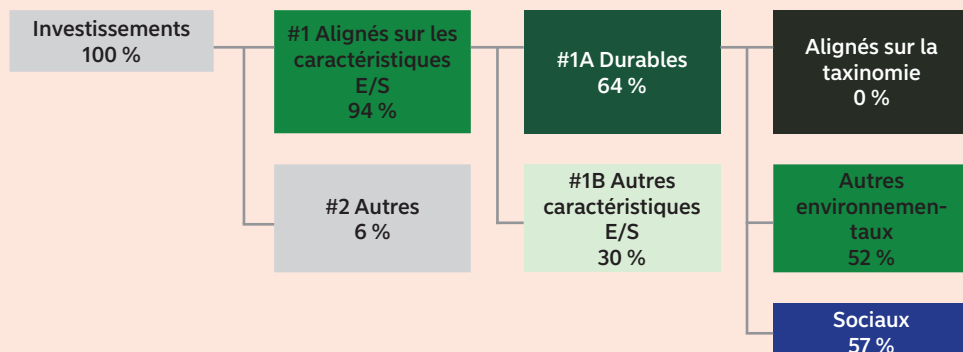 Investissements
100 %
#1 Alignés sur les
caractéristiques
E/S
94 %
#1A Durables
64 %
Alignés sur la
taxinomie
0 %
#2 Autres
6 %
#1B Autres
caractéristiques
E/S
30 %
Autres
environnemen-
taux
52 %
Sociaux
57 %